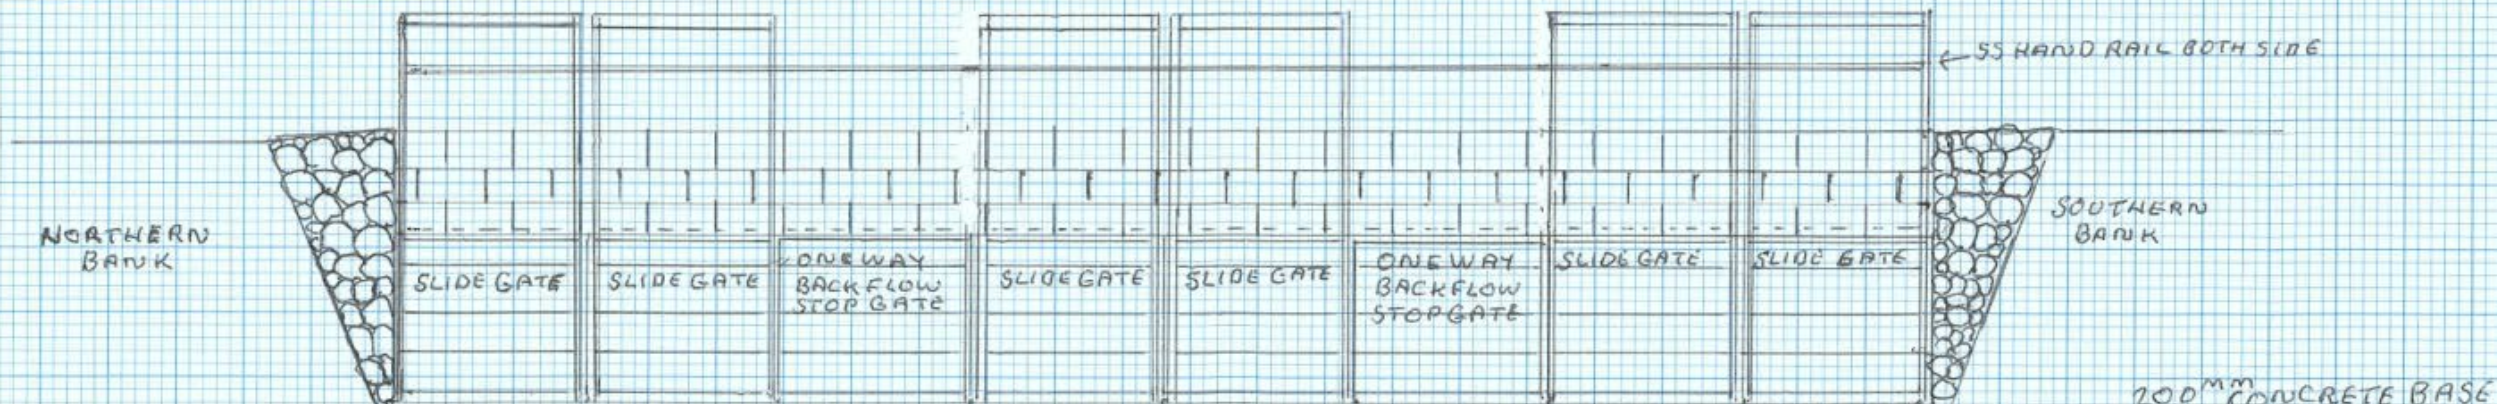 SS HAND RAIL BOTH SIDE
NORTHERN
BANK
SLIDE GATE
SLIDE GATE
ONE WAY
BACK FLOW
STOP GATE
SLIDE GATE
SLIDE GATE
ONE WAY
BACKFLOW
STOP GATE
SLIDE GATE
SLIDE GATE
SOUTHERN
BANK
200mm CONCRETE BASE